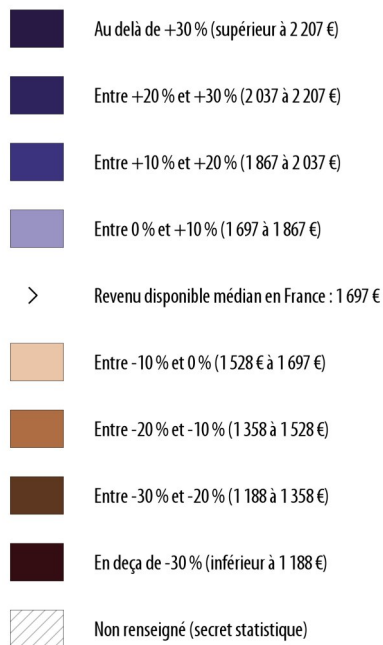 Au delà de +30 % (supérieur à 2 207 €)
Entre +20 % et +30 % (2 037 à 2 207 €)
Entre +10 % et +20 % (1 867 à 2 037 €)
Entre 0 % et +10 % (1 697 à 1 867 €)
Revenu disponible médian en France : 1 697 €
Entre -10 % et 0 % (1 528 € à 1 697 €)
Entre -20 % et -10 % (1 358 à 1 528 €)
Entre -30 % et -20 % (1 188 à 1 358 €)
En deça de -30 % (inférieur à 1 188 €)
Non renseigné (secret statistique)